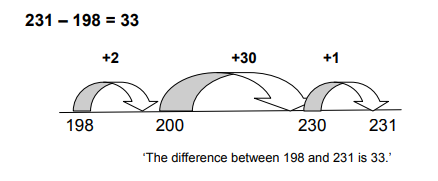 231 – 198 = 33
+2 +30 +1
198 200 230 231
‘The difference between 198 and 231 is 33.’